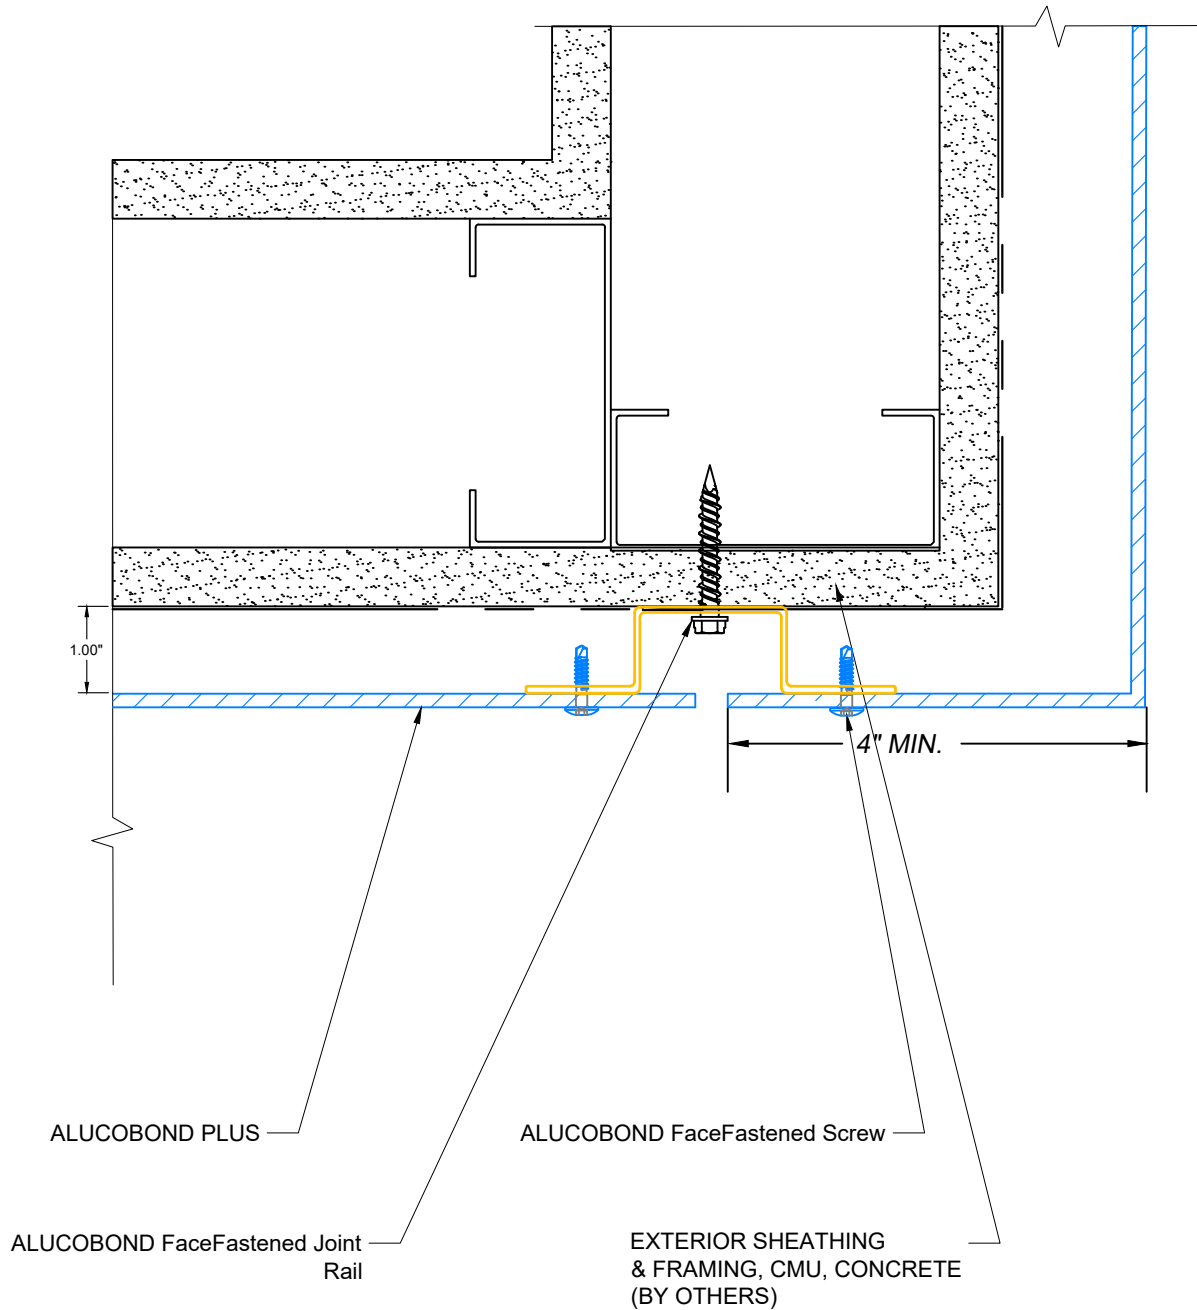 1.00"
4" MIN.
ALUCOBOND PLUS
ALUCOBOND FaceFastened Screw
ALUCOBOND FaceFastened Joint
Rail
EXTERIOR SHEATHING
& FRAMING, CMU, CONCRETE
(BY OTHERS)